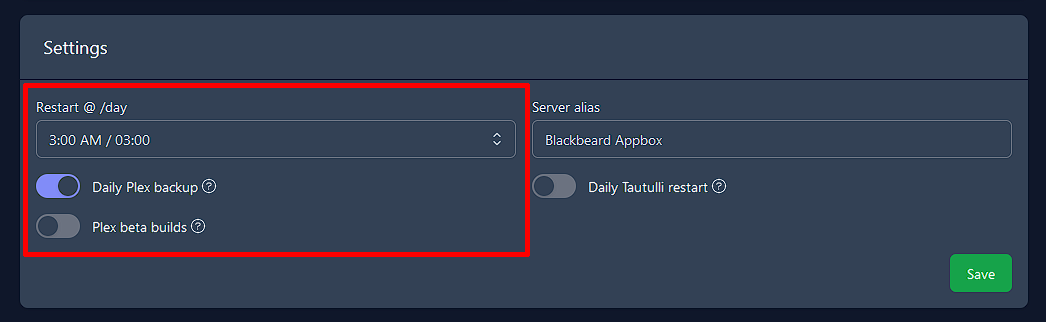 Settings
Restart @ /day
Server alias
3:00 AM / 03:00
Blackbeard Appbox
Daily Plex backup ?
Daily Tautulli restart ?
Plex beta builds ?
Save